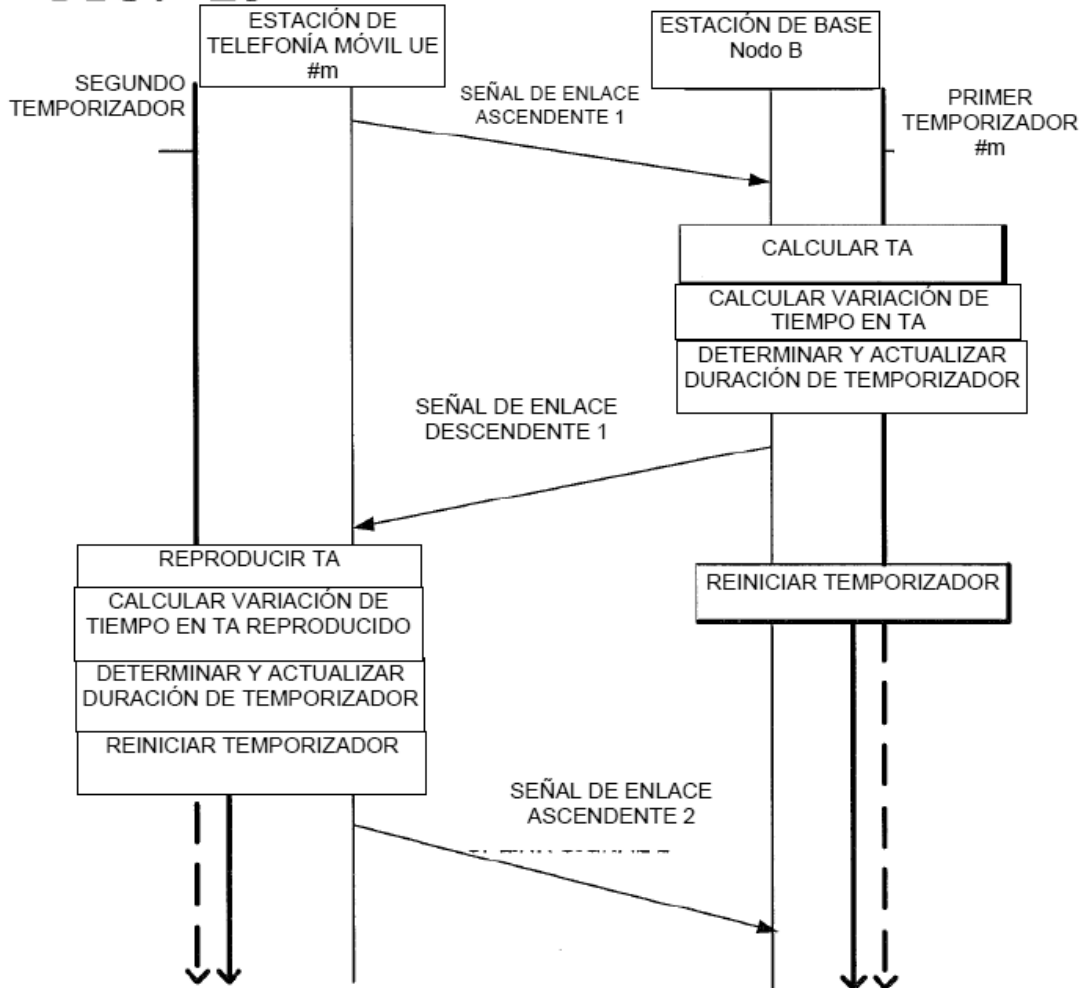 ESTACIÓN DE
TELEFONÍA MÓVIL UE
#m
ESTACIÓN DE BASE
Nodo B
SEGUNDO
TEMPORIZADOR
SEÑAL DE ENLACE
ASCENDENTE 1
PRIMER
TEMPORIZADOR
#m
CALCULAR TA
CALCULAR VARIACIÓN DE
TIEMPO EN TA
DETERMINAR Y ACTUALIZAR
DURACIÓN DE TEMPORIZADOR
SEÑAL DE ENLACE
DESCENDENTE 1
REPRODUCIR TA
CALCULAR VARIACIÓN DE
TIEMPO EN TA REPRODUCIDO
DETERMINAR Y ACTUALIZAR
DURACIÓN DE TEMPORIZADOR
REINICIAR TEMPORIZADOR
REINICIAR TEMPORIZADOR
SEÑAL DE ENLACE
ASCENDENTE 2